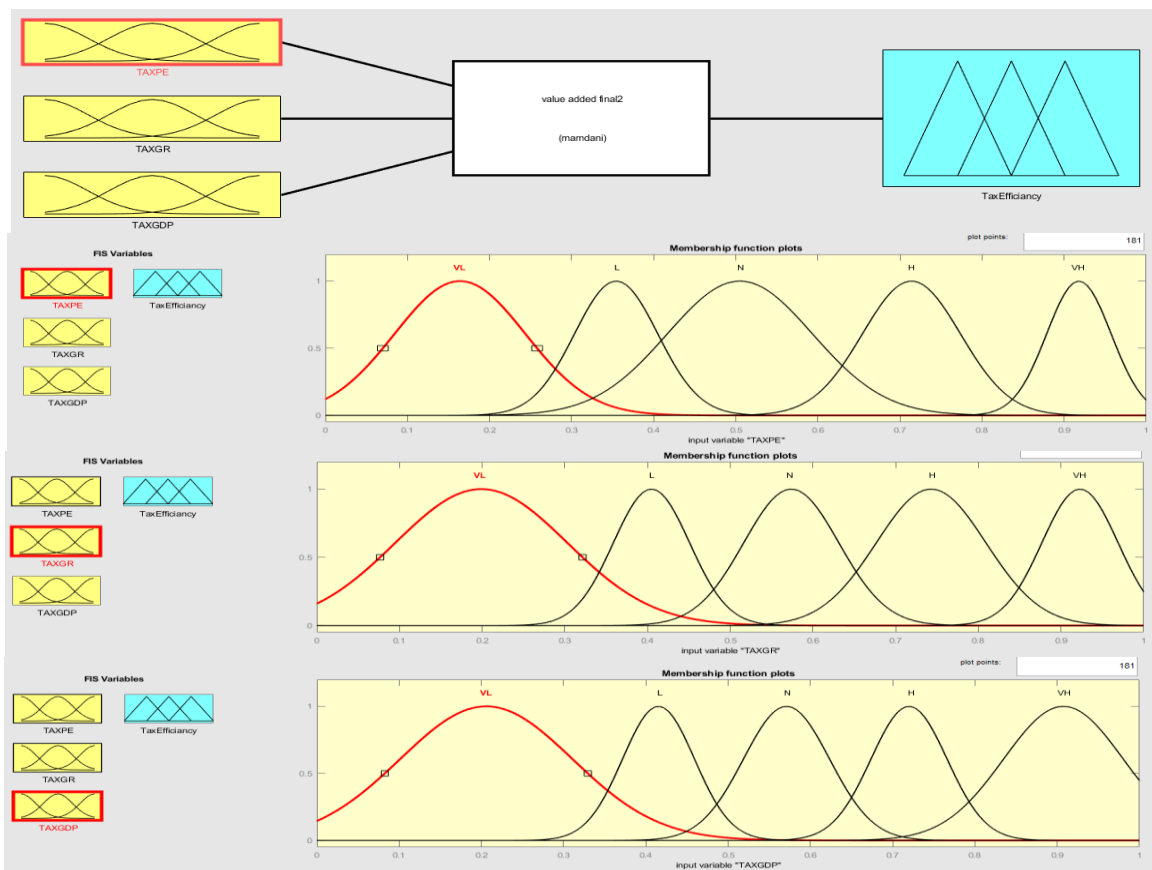 TAXPE
TAXGR
TAXGDP
value added final2
(mamdani)
TaxEfficiancy
FIS Variables
TAXPE
TaxEfficiancy
TAXGR
TAXGDP
plot points:
181
Membership function plots
VL L N H VH
1
0.5
0
0 0.1 0.2 0.3 0.4 0.5 0.6 0.7 0.8 0.9 1
input variable "TAXPE"
FIS Variables
TAXPE
TaxEfficiancy
TAXGR
TAXGDP
Membership function plots
VL L N H VH
1
0.5
0
0 0.1 0.2 0.3 0.4 0.5 0.6 0.7 0.8 0.9 1
input variable "TAXGR"
FIS Variables
TAXPE
TaxEfficiancy
TAXGR
TAXGDP
plot points:
181
Membership function plots
VL L N H VH
1
0.5
0
0 0.1 0.2 0.3 0.4 0.5 0.6 0.7 0.8 0.9 1
input variable "TAXGDP"